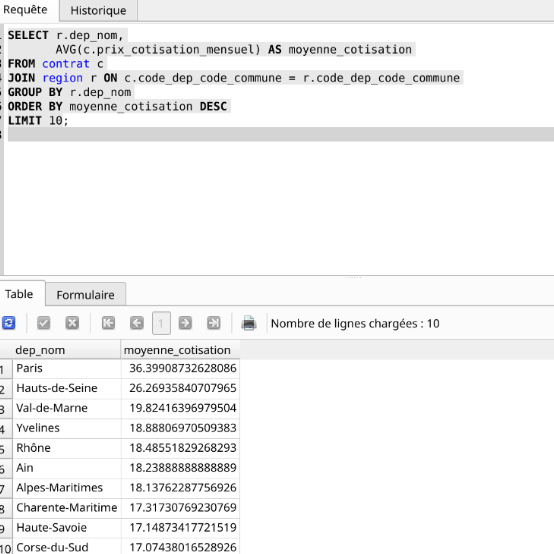 Requête Historique
SELECT r.dep_nom,
AVG(c.prix_cotisation_mensuel) AS moyenne_cotisation
FROM contrat c
JOIN region r ON c.code_dep_code_commune = r.code_dep_code_commune
GROUP BY r.dep_nom
ORDER BY moyenne_cotisation DESC
LIMIT 10;
Table Formulaire
1 Nombre de lignes chargées : 10
dep_nom moyenne_cotisation
1 Paris 36.39908732628086
2 Hauts-de-Seine 26.26935840707965
3 Val-de-Marne 19.82416396979504
4 Yvelines 18.88806970509383
5 Rhône 18.48551829268293
6 Ain 18.23888888888889
7 Alpes-Maritimes 18.13762287756926
8 Charente-Maritime 17.31730769230769
9 Haute-Savoie 17.14873417721519
10 Corse-du-Sud 17.07438016528926